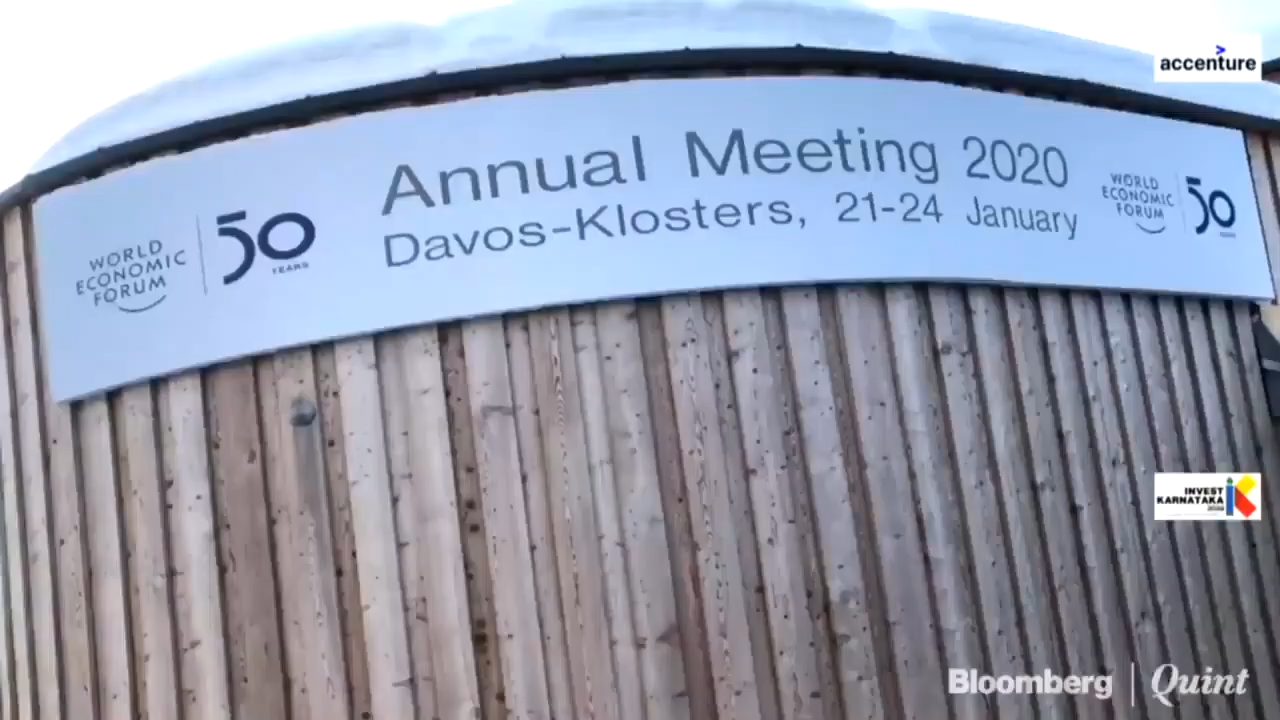 accenture
Annual Meeting 2020
Davos-Klosters, 21-24 January
WORLD
ECONOMIC
FORUM
50
YEARS
WORLD
ECONOMIC
FORUM
50
INVEST
KARNATAKA
Bloomberg | Quint